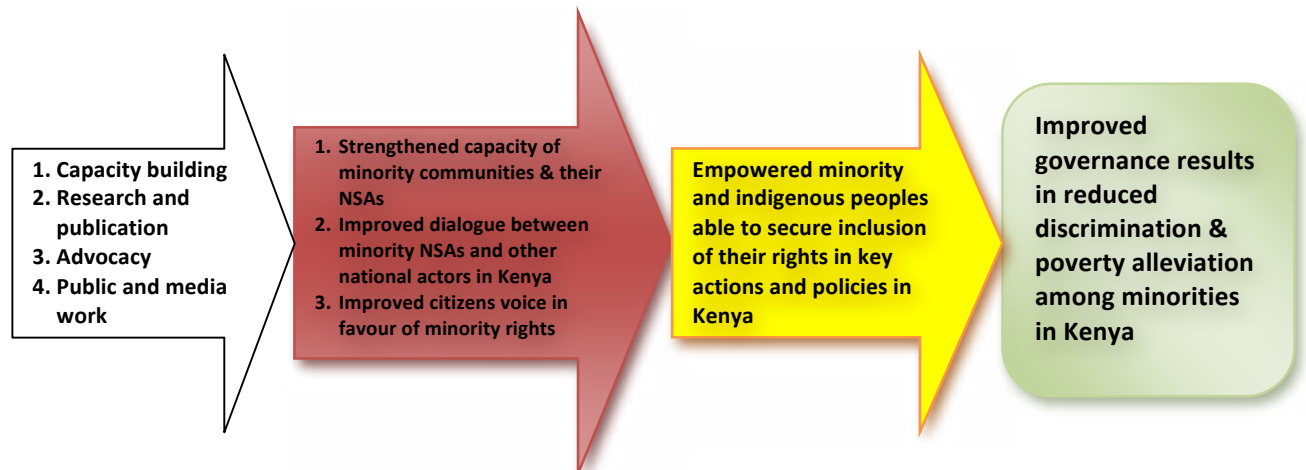 1. Capacity building
2. Research and
publication
3. Advocacy
4. Public and media
work
1. Strengthened capacity of
minority communities & their
NSAs
2. Improved dialogue between
minority NSAs and other
national actors in Kenya
3. Improved citizens voice in
favour of minority rights
Empowered minority
and indigenous peoples
able to secure inclusion
of their rights in key
actions and policies in
Kenya
Improved
governance results
in reduced
discrimination &
poverty alleviation
among minorities
in Kenya